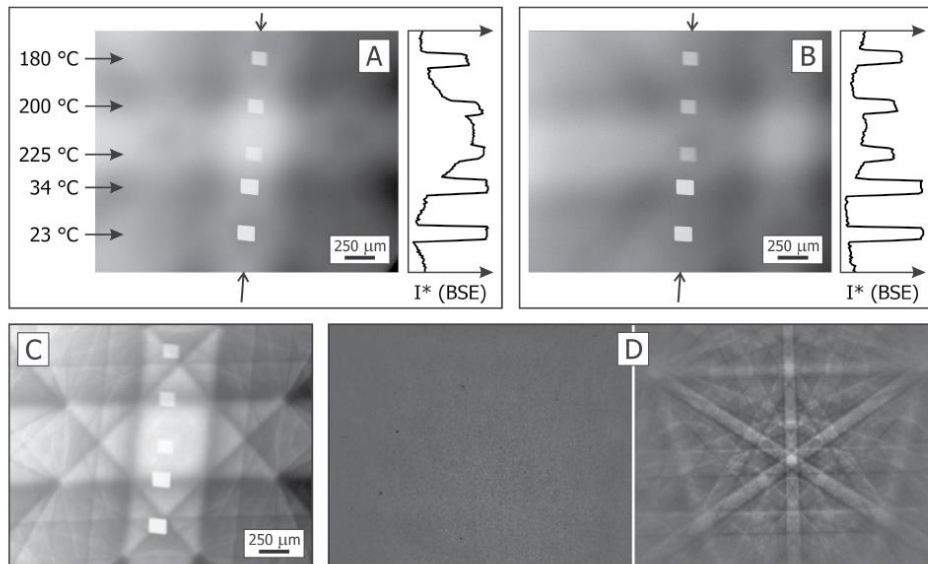 A
180 °C
200 °C
225 °C
34 °C
23 °C
250 μm
I* (BSE)
B
250 μm
I* (BSE)
C
250 μm
D